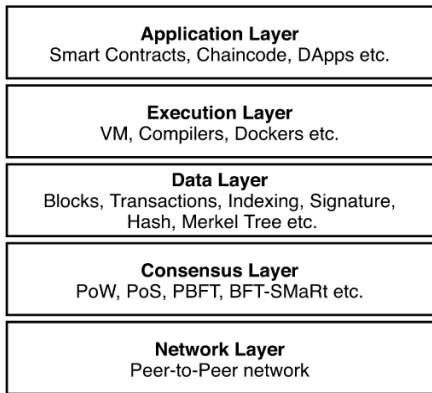 Application Layer
Smart Contracts, Chaincode, DApps etc.
Execution Layer
VM, Compilers, Dockers etc.
Data Layer
Blocks, Transactions, Indexing, Signature,
Hash, Merkel Tree etc.
Consensus Layer
PoW, PoS, PBFT, BFT-SMaRt etc.
Network Layer
Peer-to-Peer network